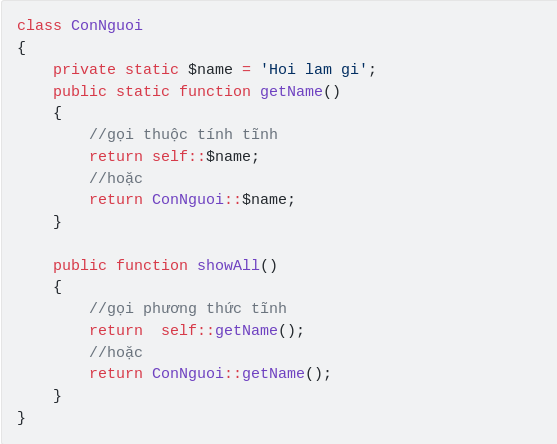 class ConNguoi
{
    private static $name = 'Hoi lam gi';
    public static function getName()
    {
        //gọi thuộc tính tĩnh
        return self::$name;
        //hoặc
        return ConNguoi::$name;
    }

    public function showAll()
    {
        //gọi phương thức tĩnh
        return  self::getName();
        //hoặc
        return ConNguoi::getName();
    }
}